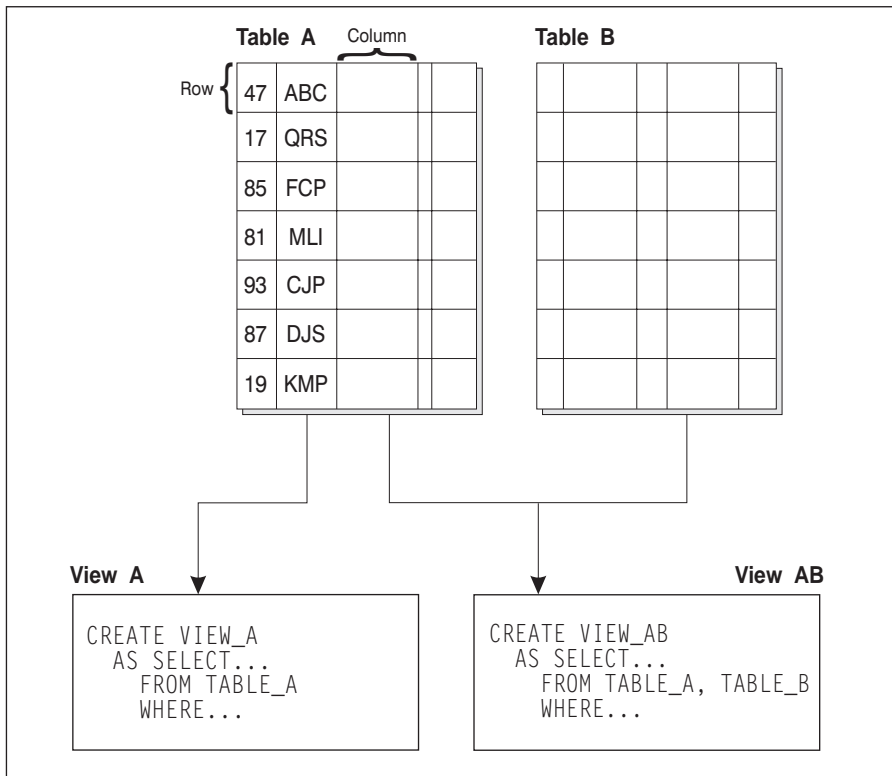 Table A
Column
Table B
Row
47 ABC
17 QRS
85 FCP
81 MLI
93 CJP
87 DJS
19 KMP
View A
CREATE VIEW_A
AS SELECT...
FROM TABLE_A
WHERE...
View AB
CREATE VIEW_AB
AS SELECT...
FROM TABLE_A, TABLE_B
WHERE...